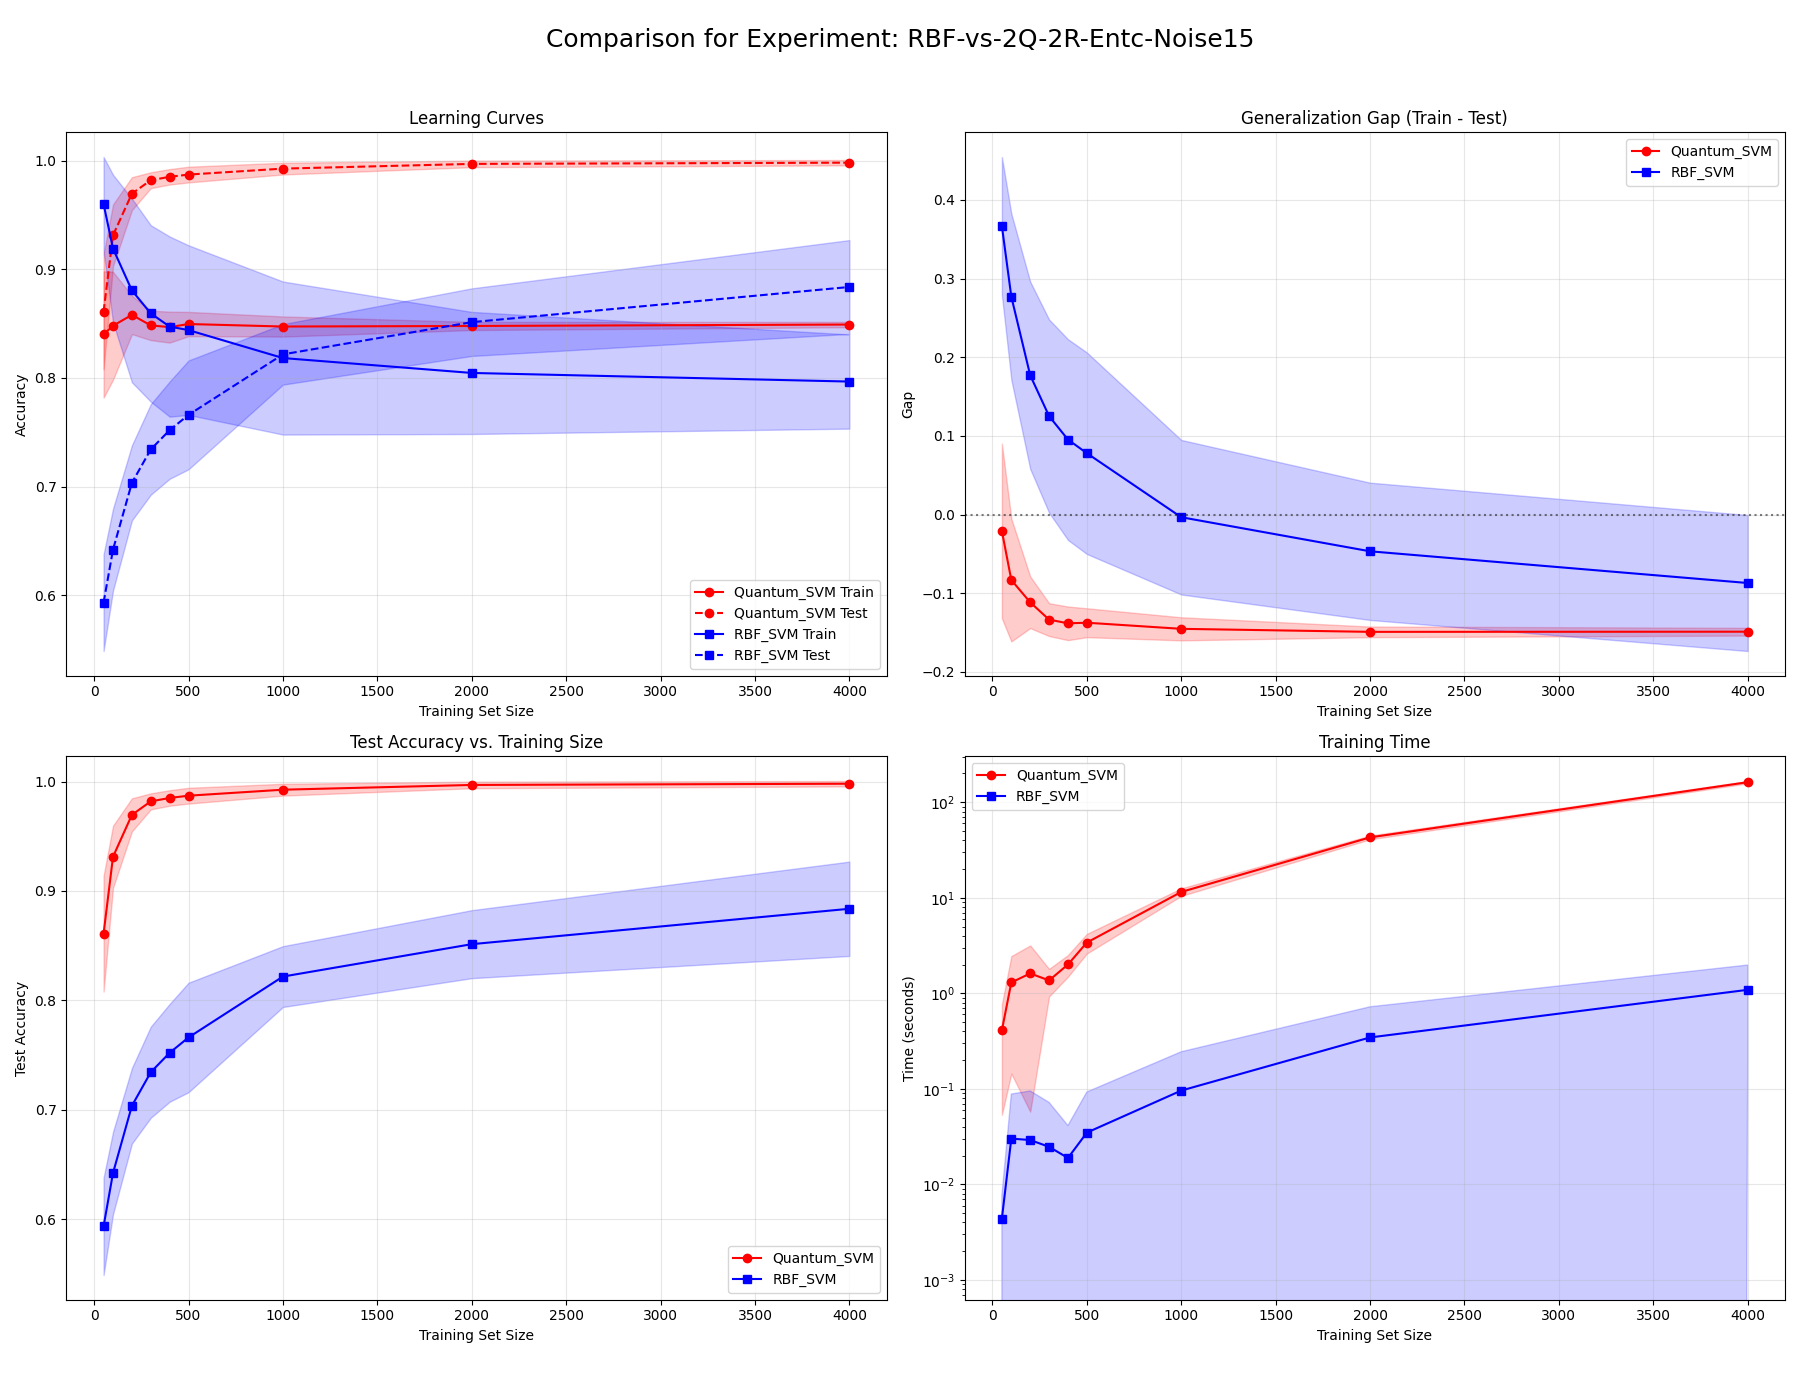 Comparison for Experiment: RBF-vs-2Q-2R-Entc-Noise15
Learning Curves
Accuracy
1.0
0.9
0.8
0.7
0.6
Quantum_SVM Train
Quantum_SVM Test
RBF_SVM Train
RBF_SVM Test
0 500 1000 1500 2000 2500 3000 3500 4000
Training Set Size
Generalization Gap (Train - Test)
Gap
0.4
0.3
0.2
0.1
0.0
−0.1
−0.2
Quantum_SVM
RBF_SVM
0 500 1000 1500 2000 2500 3000 3500 4000
Training Set Size
Test Accuracy vs. Training Size
Test Accuracy
1.0
0.9
0.8
0.7
0.6
Quantum_SVM
RBF_SVM
0 500 1000 1500 2000 2500 3000 3500 4000
Training Set Size
Training Time
Time (seconds)
10²
10¹
10⁰
10⁻¹
10⁻²
10⁻³
Quantum_SVM
RBF_SVM
0 500 1000 1500 2000 2500 3000 3500 4000
Training Set Size